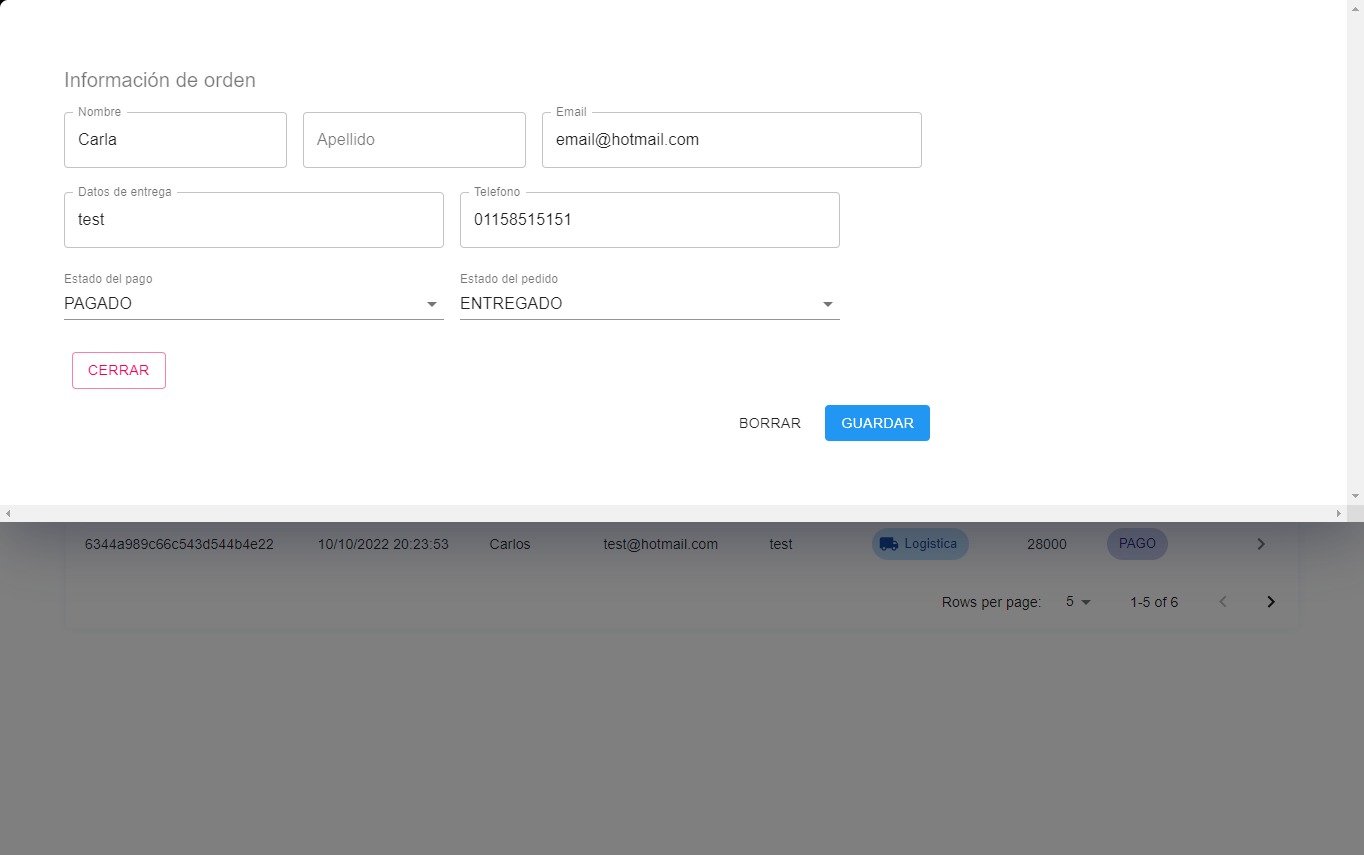 Información de orden
Nombre
Email
Carla
Apellido
email@hotmail.com
Datos de entrega
Telefono
test
01158515151
Estado del pago
Estado del pedido
PAGADO
ENTREGADO
CERRAR
BORRAR
GUARDAR
6344a989c66c543d544b4e22 10/10/2022 20:23:53 Carlos test@hotmail.com test Logistica 28000 PAGO
Rows per page: 5 1-5 of 6